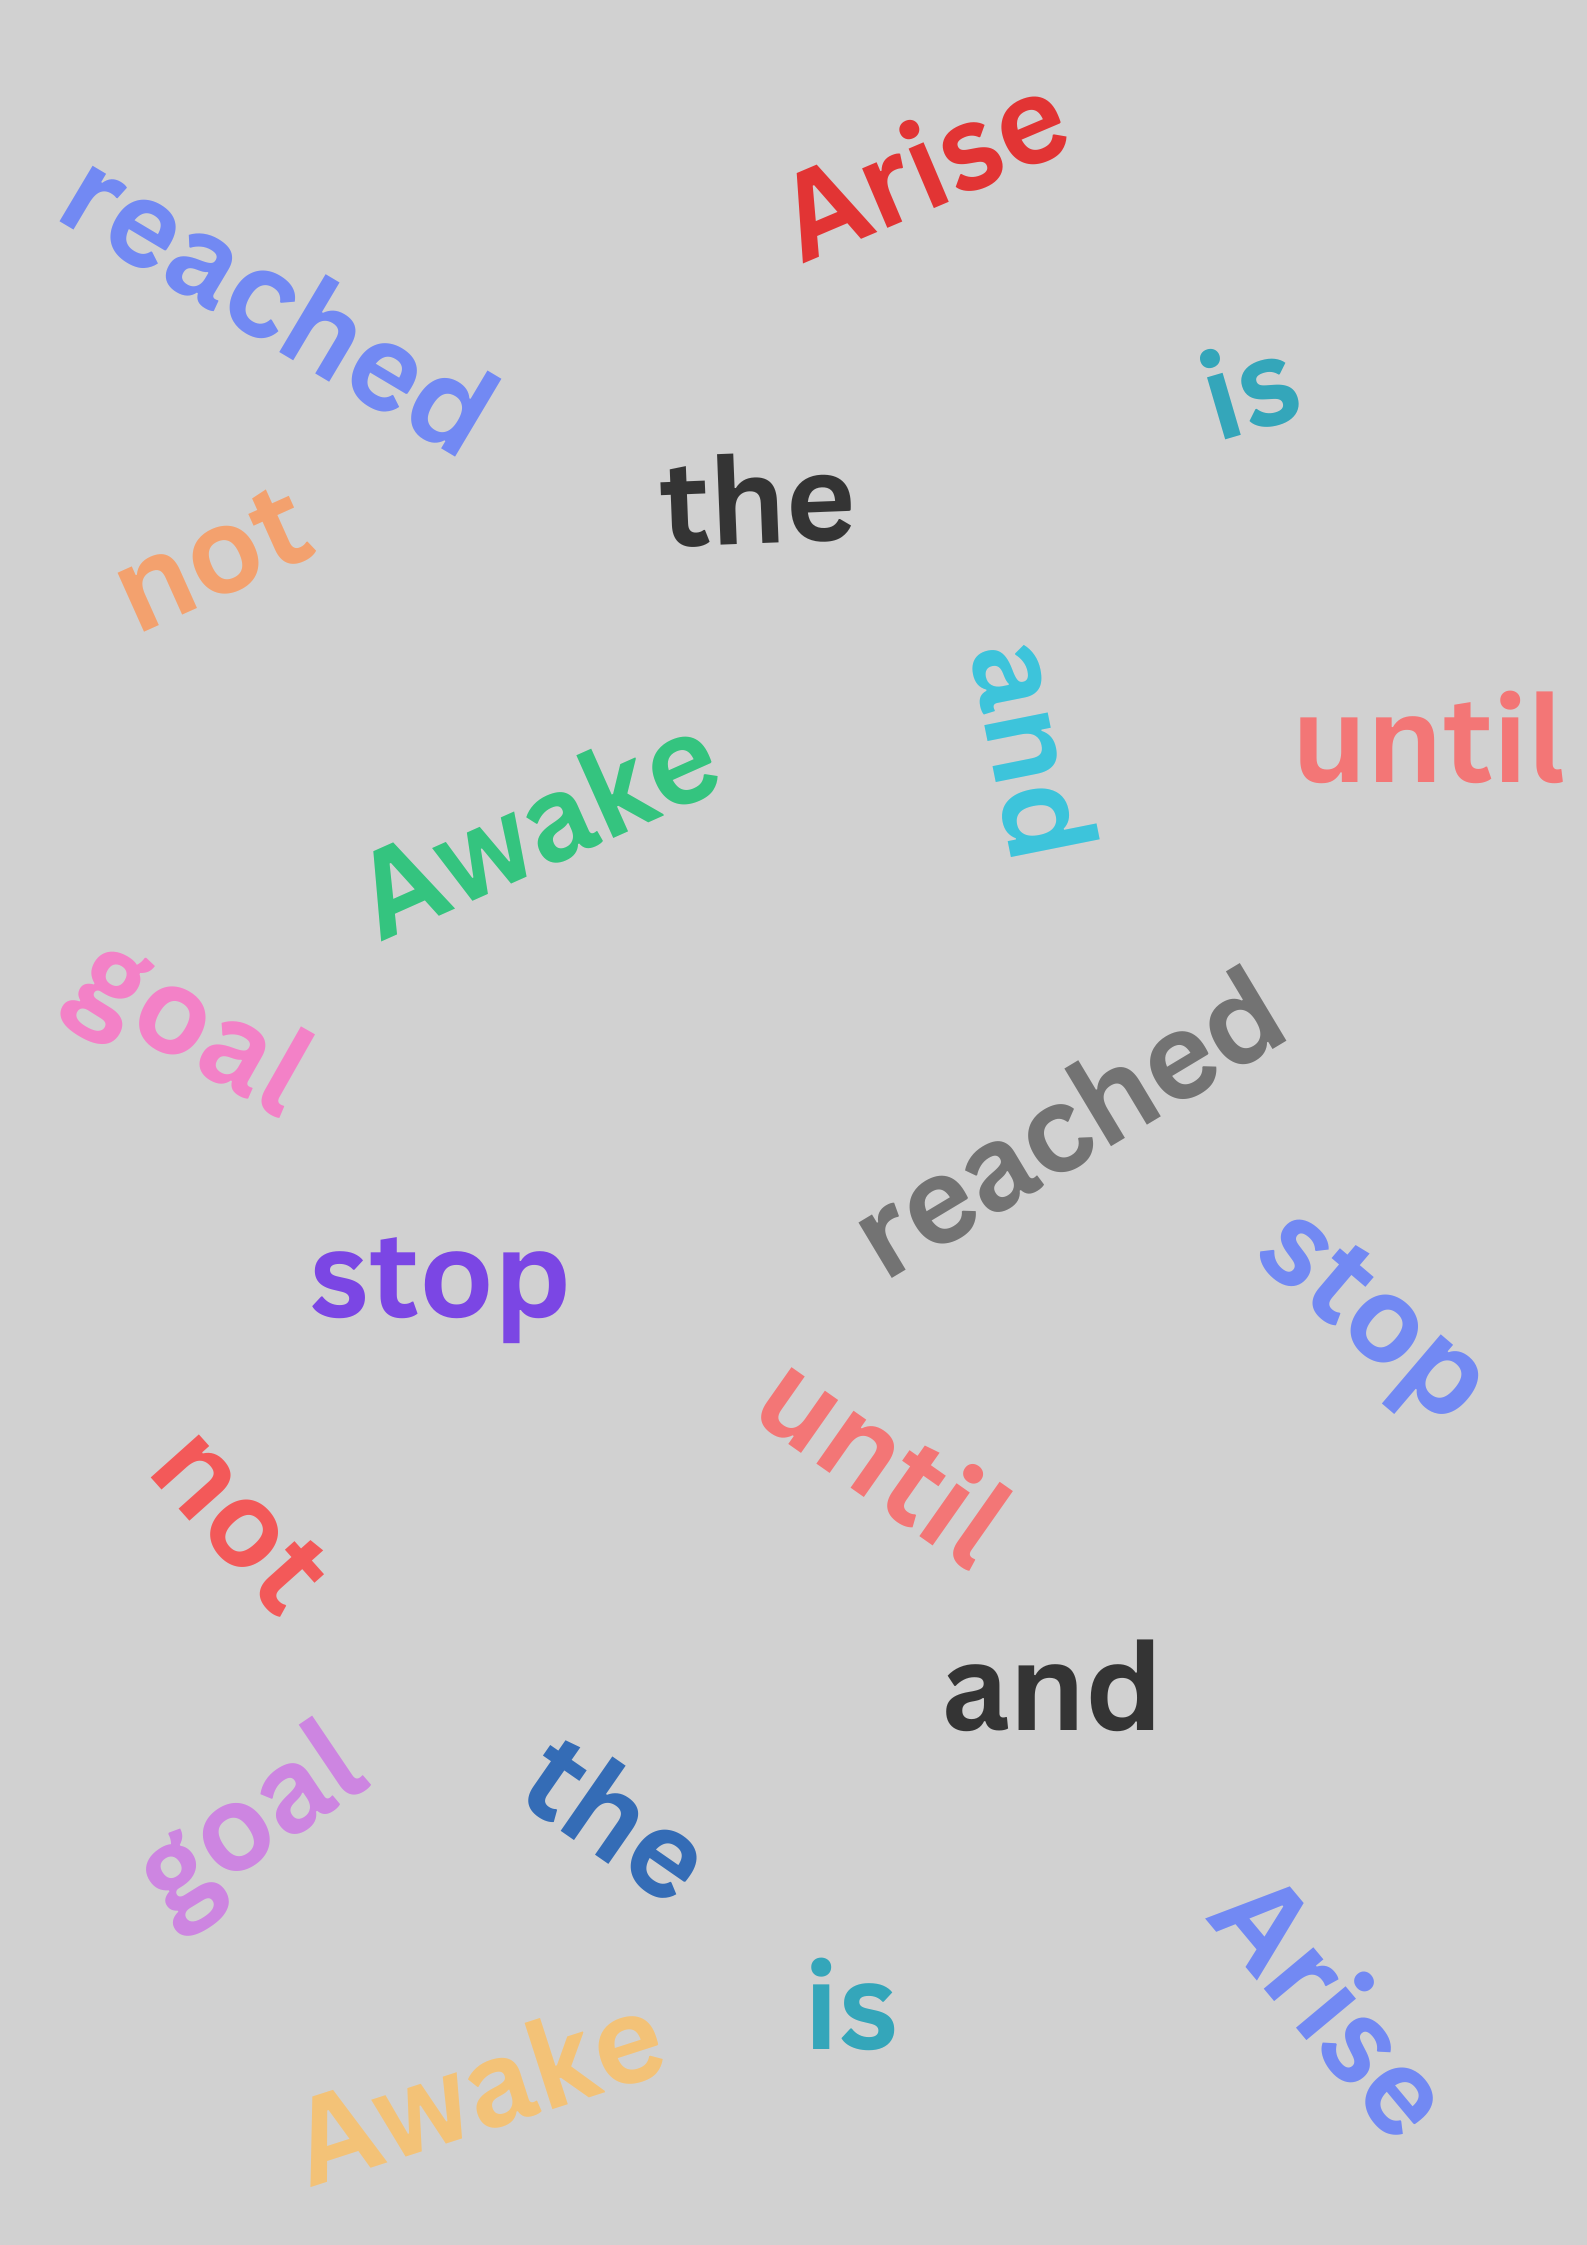 Arise
reached
is
the
not
and
until
Awake
goal
reached
stop
stop
until
not
and
goal
the
Arise
is
Awake